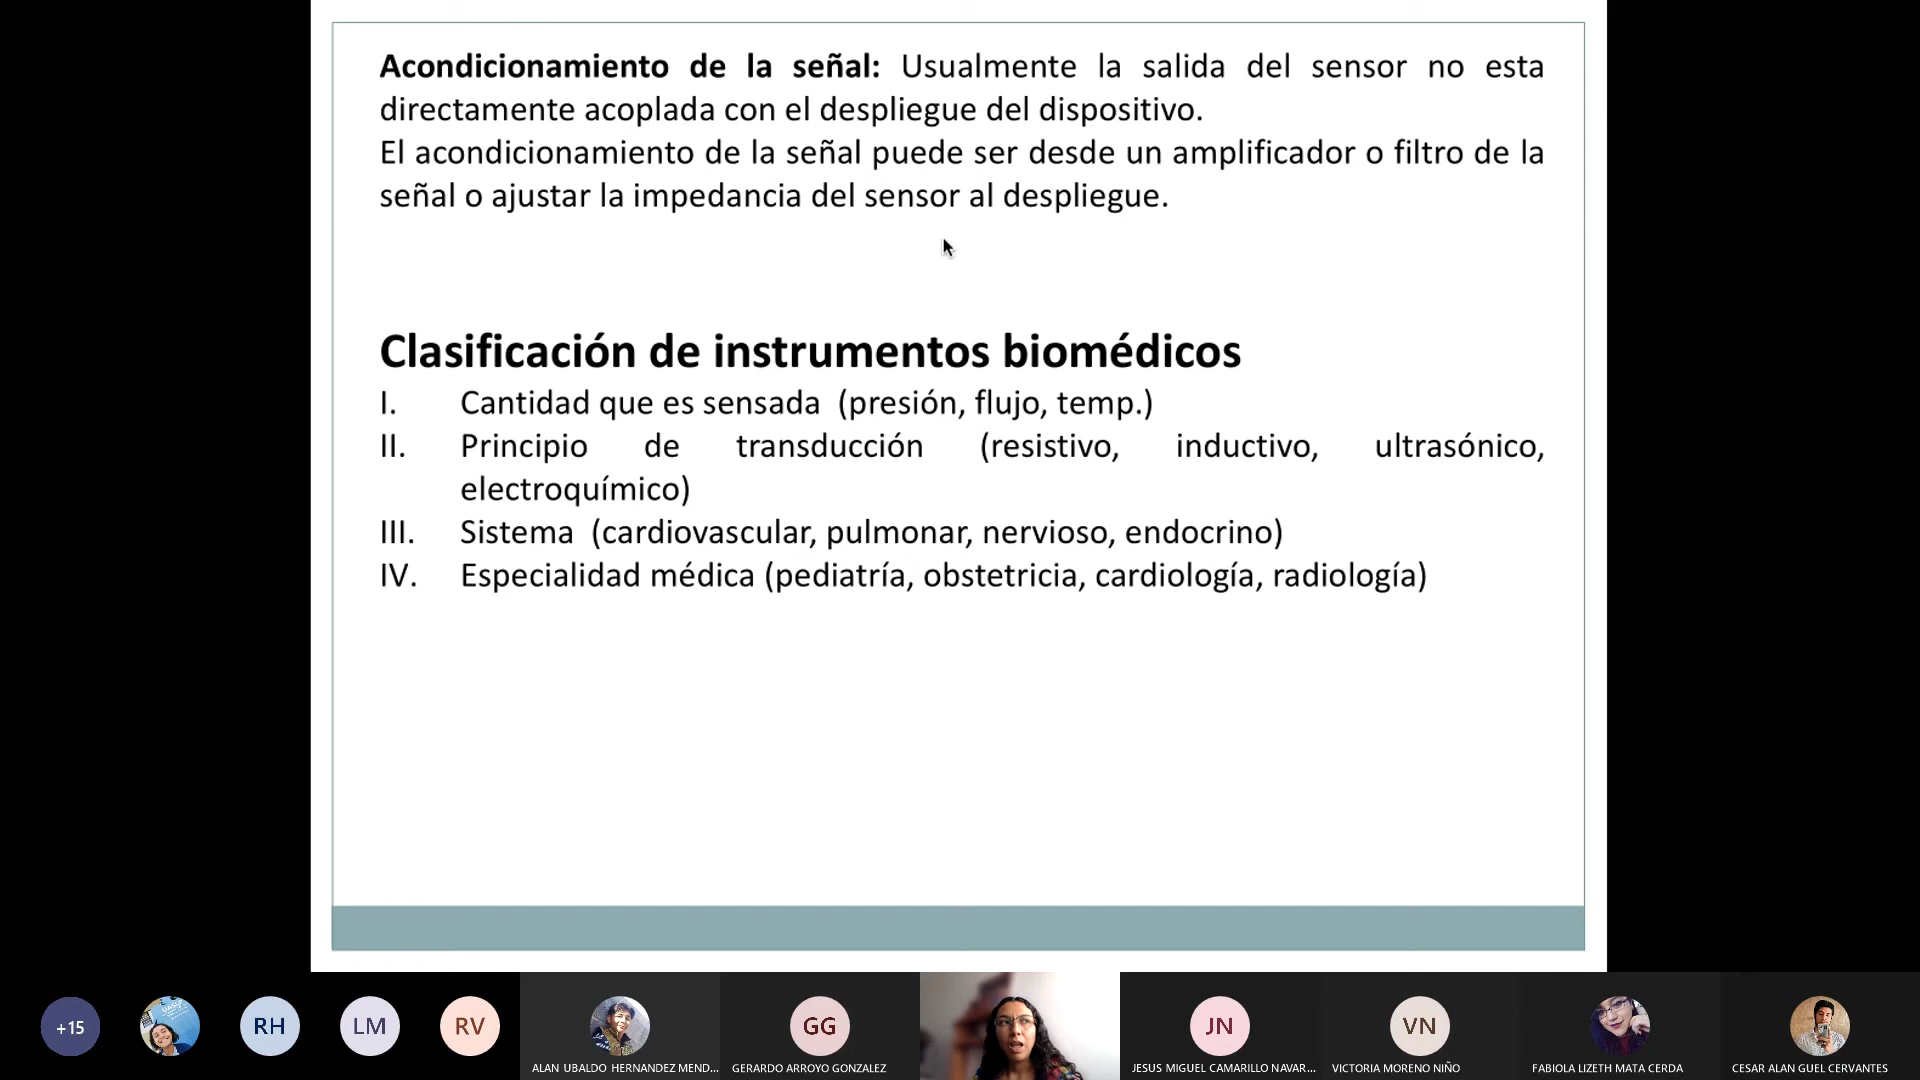 Acondicionamiento de la señal: Usualmente la salida del sensor no esta
directamente acoplada con el despliegue del dispositivo.
El acondicionamiento de la señal puede ser desde un amplificador o filtro de la
señal o ajustar la impedancia del sensor al despliegue.
Clasificación de instrumentos biomédicos
I. Cantidad que es sensada (presión, flujo, temp.)
II. Principio de transducción (resistivo, inductivo, ultrasónico,
electroquímico)
III. Sistema (cardiovascular, pulmonar, nervioso, endocrino)
IV. Especialidad médica (pediatría, obstetricia, cardiología, radiología)
+15
RH
LM
RV
GG
JN
VN
ALAN UBALDO HERNANDEZ MEND...
GERARDO ARROYO GONZALEZ
JESUS MIGUEL CAMARILLO NAVAR...
VICTORIA MORENO NIÑO
FABIOLA LIZETH MATA CERDA
CESAR ALAN GUEL CERVANTES